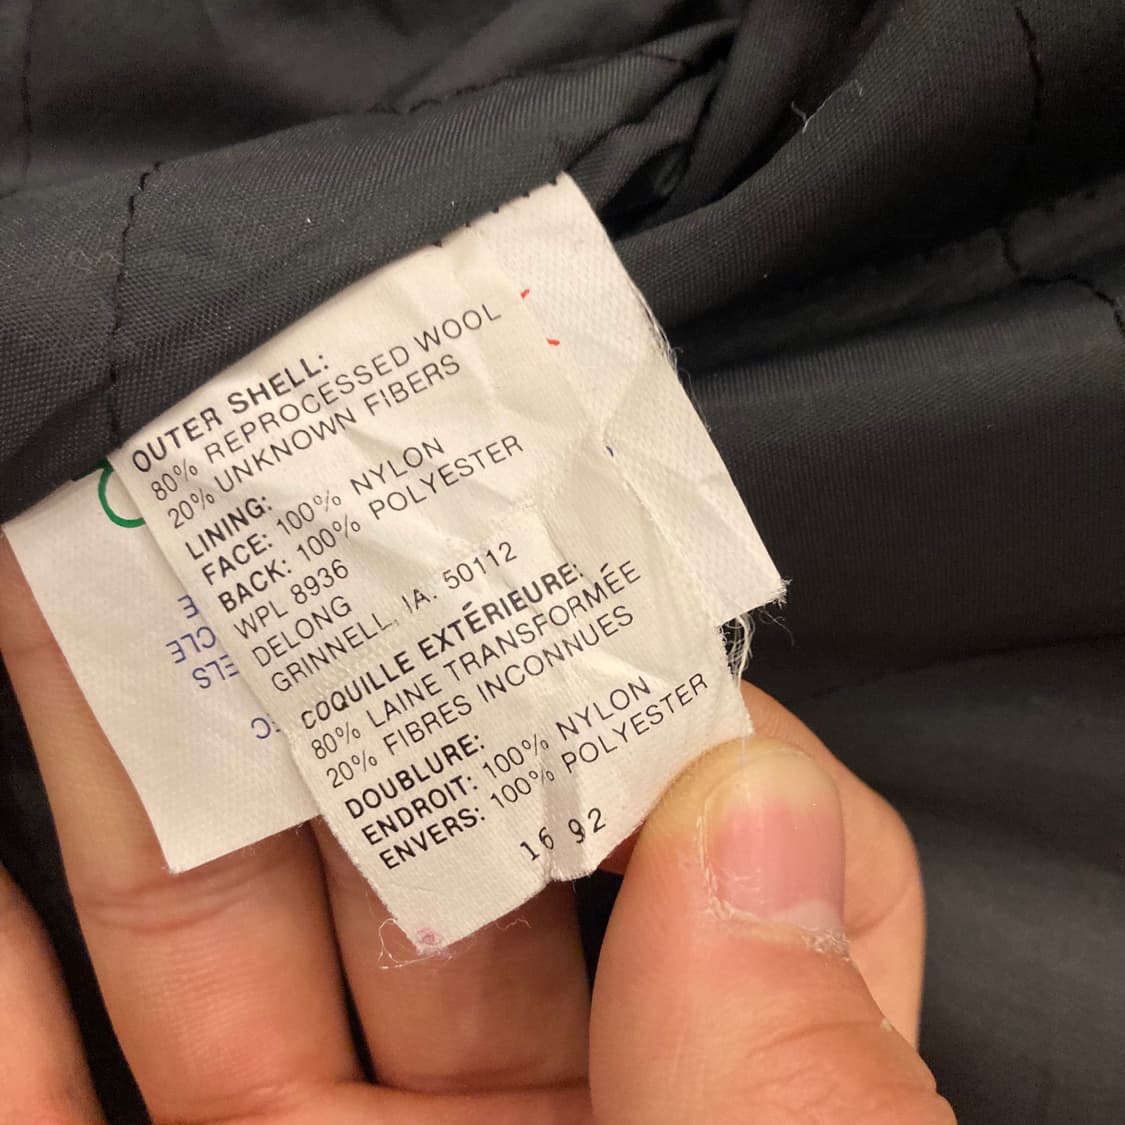 OUTER SHELL:
80% REPROCESSED WOOL
20% UNKNOWN FIBERS
LINING:
FACE: 100% NYLON
BACK: 100% POLYESTER
WPL 8936
DELONG
GRINNELL, IA. 50112
COQUILLE EXTÉRIEURE:
80% LAINE TRANSFORMÉE
20% FIBRES INCONNUES
DOUBLURE:
ENDROIT: 100% NYLON
ENVERS: 100% POLYESTER
16 92